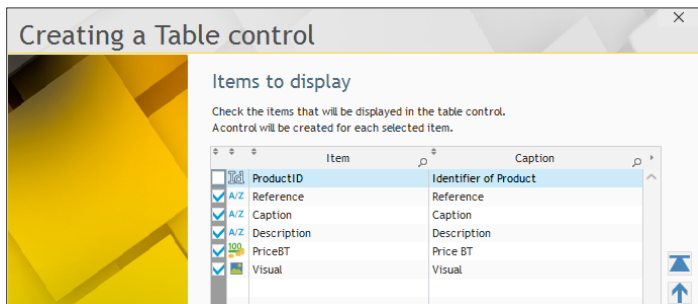 Creating a Table control
Items to display
Check the items that will be displayed in the table control.
A control will be created for each selected item.
Item Caption
Id ProductID Identifier of Product
A/Z Reference Reference
A/Z Caption Caption
A/Z Description Description
100 PriceBT Price BT
Visual Visual